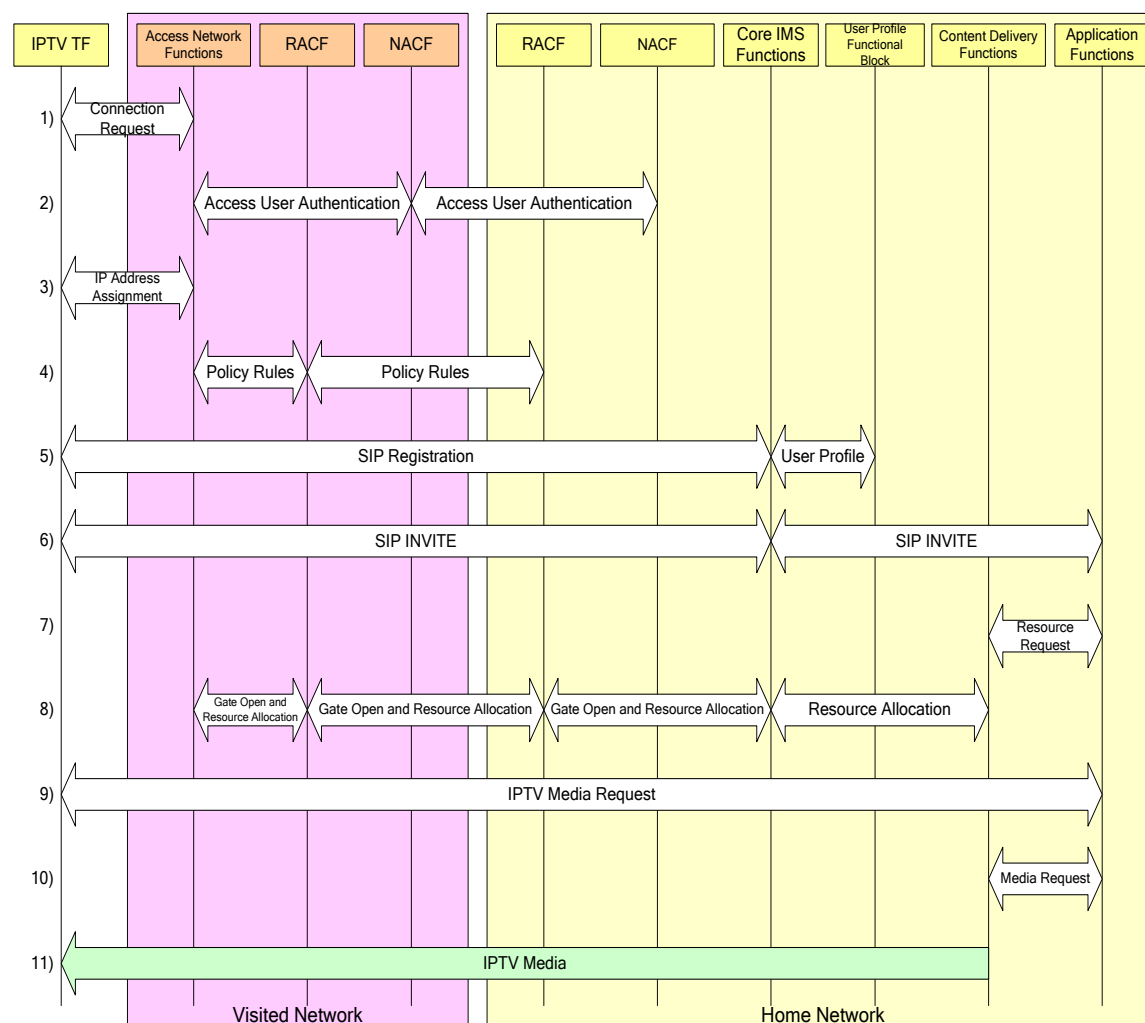 IPTV TF
Access Network
Functions
RACF
NACF
RACF
NACF
Core IMS
Functions
User Profile
Functional
Block
Content Delivery
Functions
Application
Functions
1)
Connection
Request
2)
Access User Authentication
Access User Authentication
3)
IP Address
Assignment
4)
Policy Rules
Policy Rules
5)
SIP Registration
User Profile
6)
SIP INVITE
SIP INVITE
7)
Resource
Request
8)
Gate Open and
Resource Allocation
Gate Open and Resource Allocation
Gate Open and Resource Allocation
Resource Allocation
9)
IPTV Media Request
10)
Media Request
11)
IPTV Media
Visited Network
Home Network